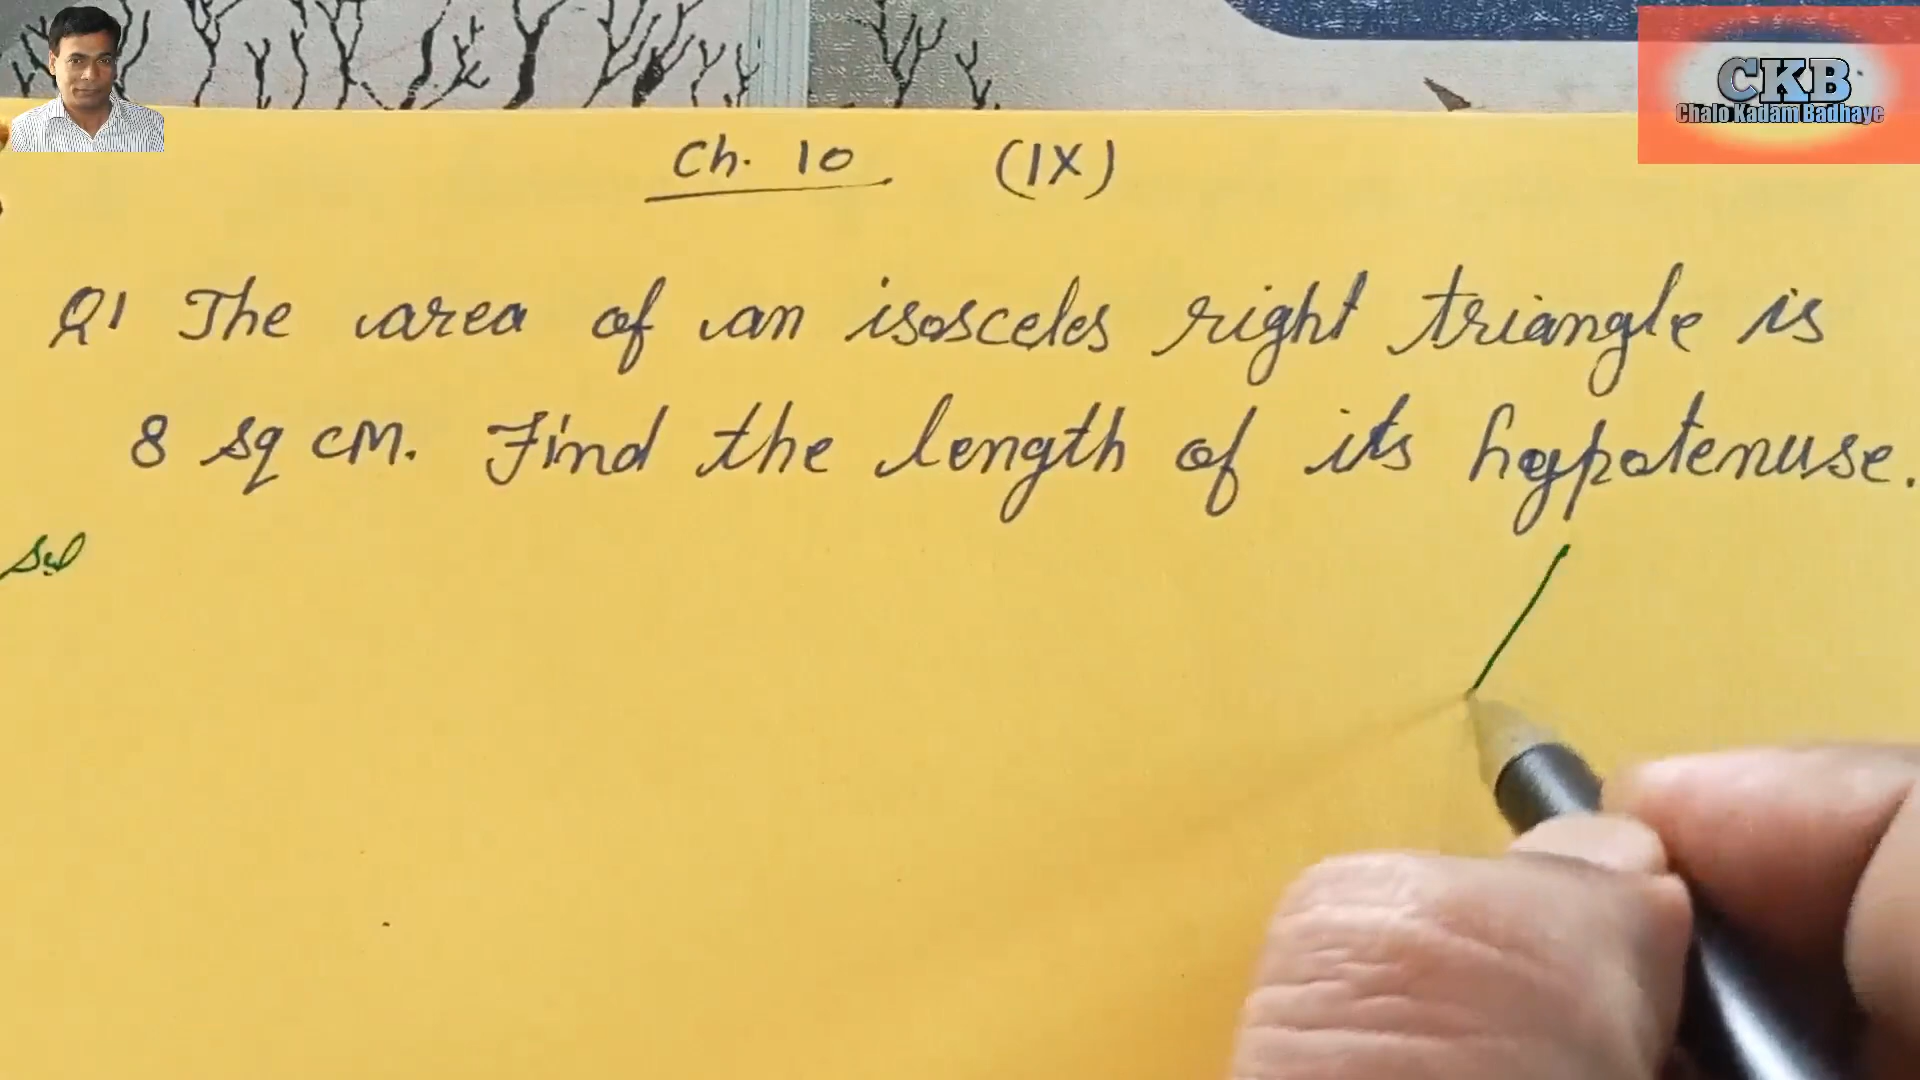 CKB
Chalo Kadam Badhaye
Ch. 10 (IX)
Q1 The area of an isosceles right triangle is
8 sq cm. Find the length of its hypotenuse.
Sol